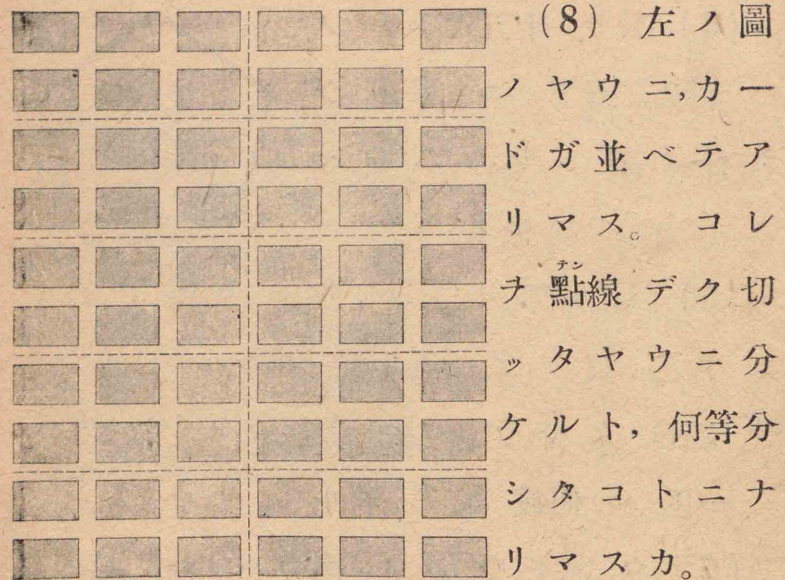 (8) 左ノ圖
ノヤウニ,カー
ドガ並ベテア
リマス。 コレ
テン
ヲ點線デク切
ッタヤウニ分
ケルト, 何等分
シタコトニナ
リマスカ。